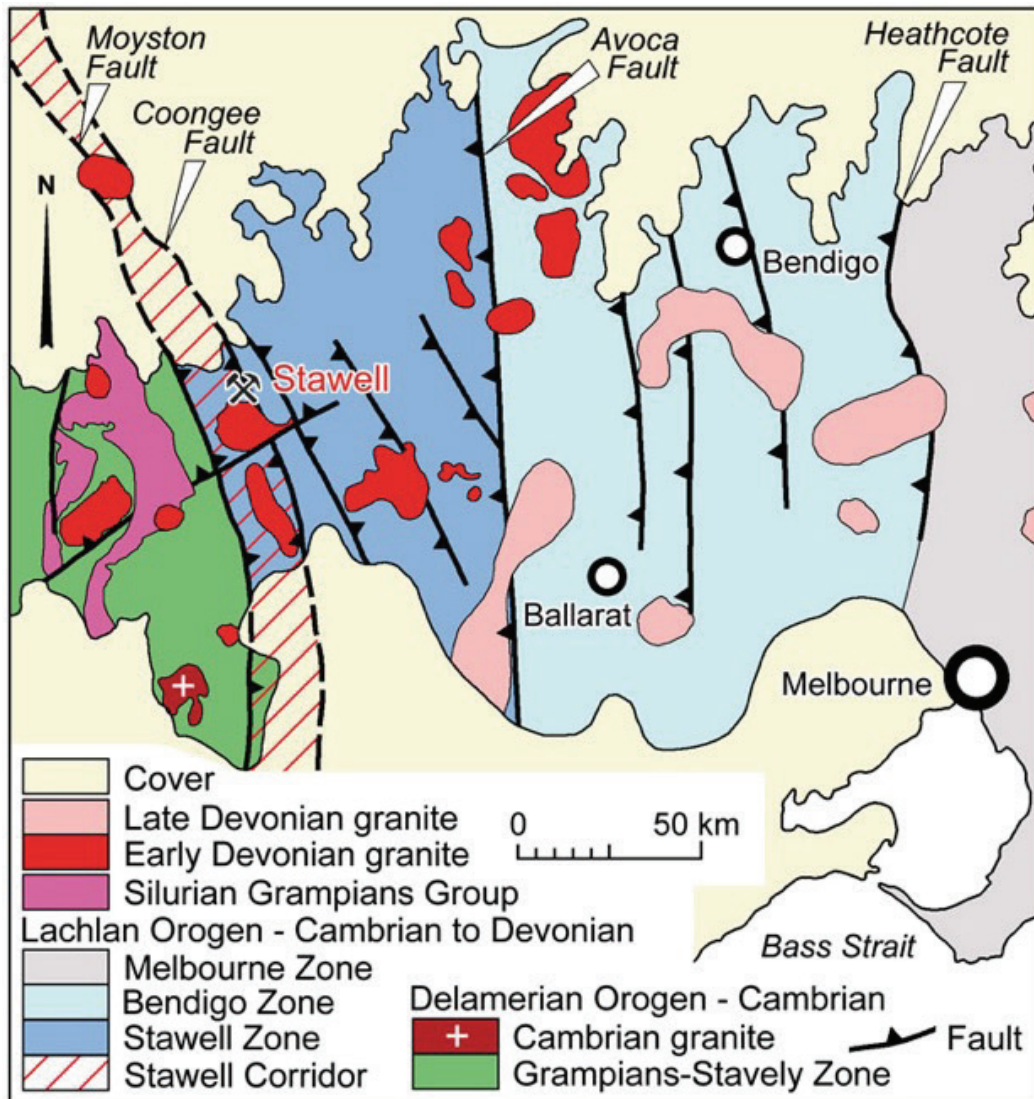 Moyston
Fault
Coongee
Fault
Avoca
Fault
Heathcote
Fault
N
Bendigo
Stawell
Ballarat
Melbourne
Cover
Late Devonian granite
Early Devonian granite
Silurian Grampians Group
Lachlan Orogen - Cambrian to Devonian
Melbourne Zone
Bendigo Zone
Stawell Zone
Stawell Corridor
0 50 km
Bass Strait
Delamerian Orogen - Cambrian
Cambrian granite
Grampians-Stavely Zone
Fault